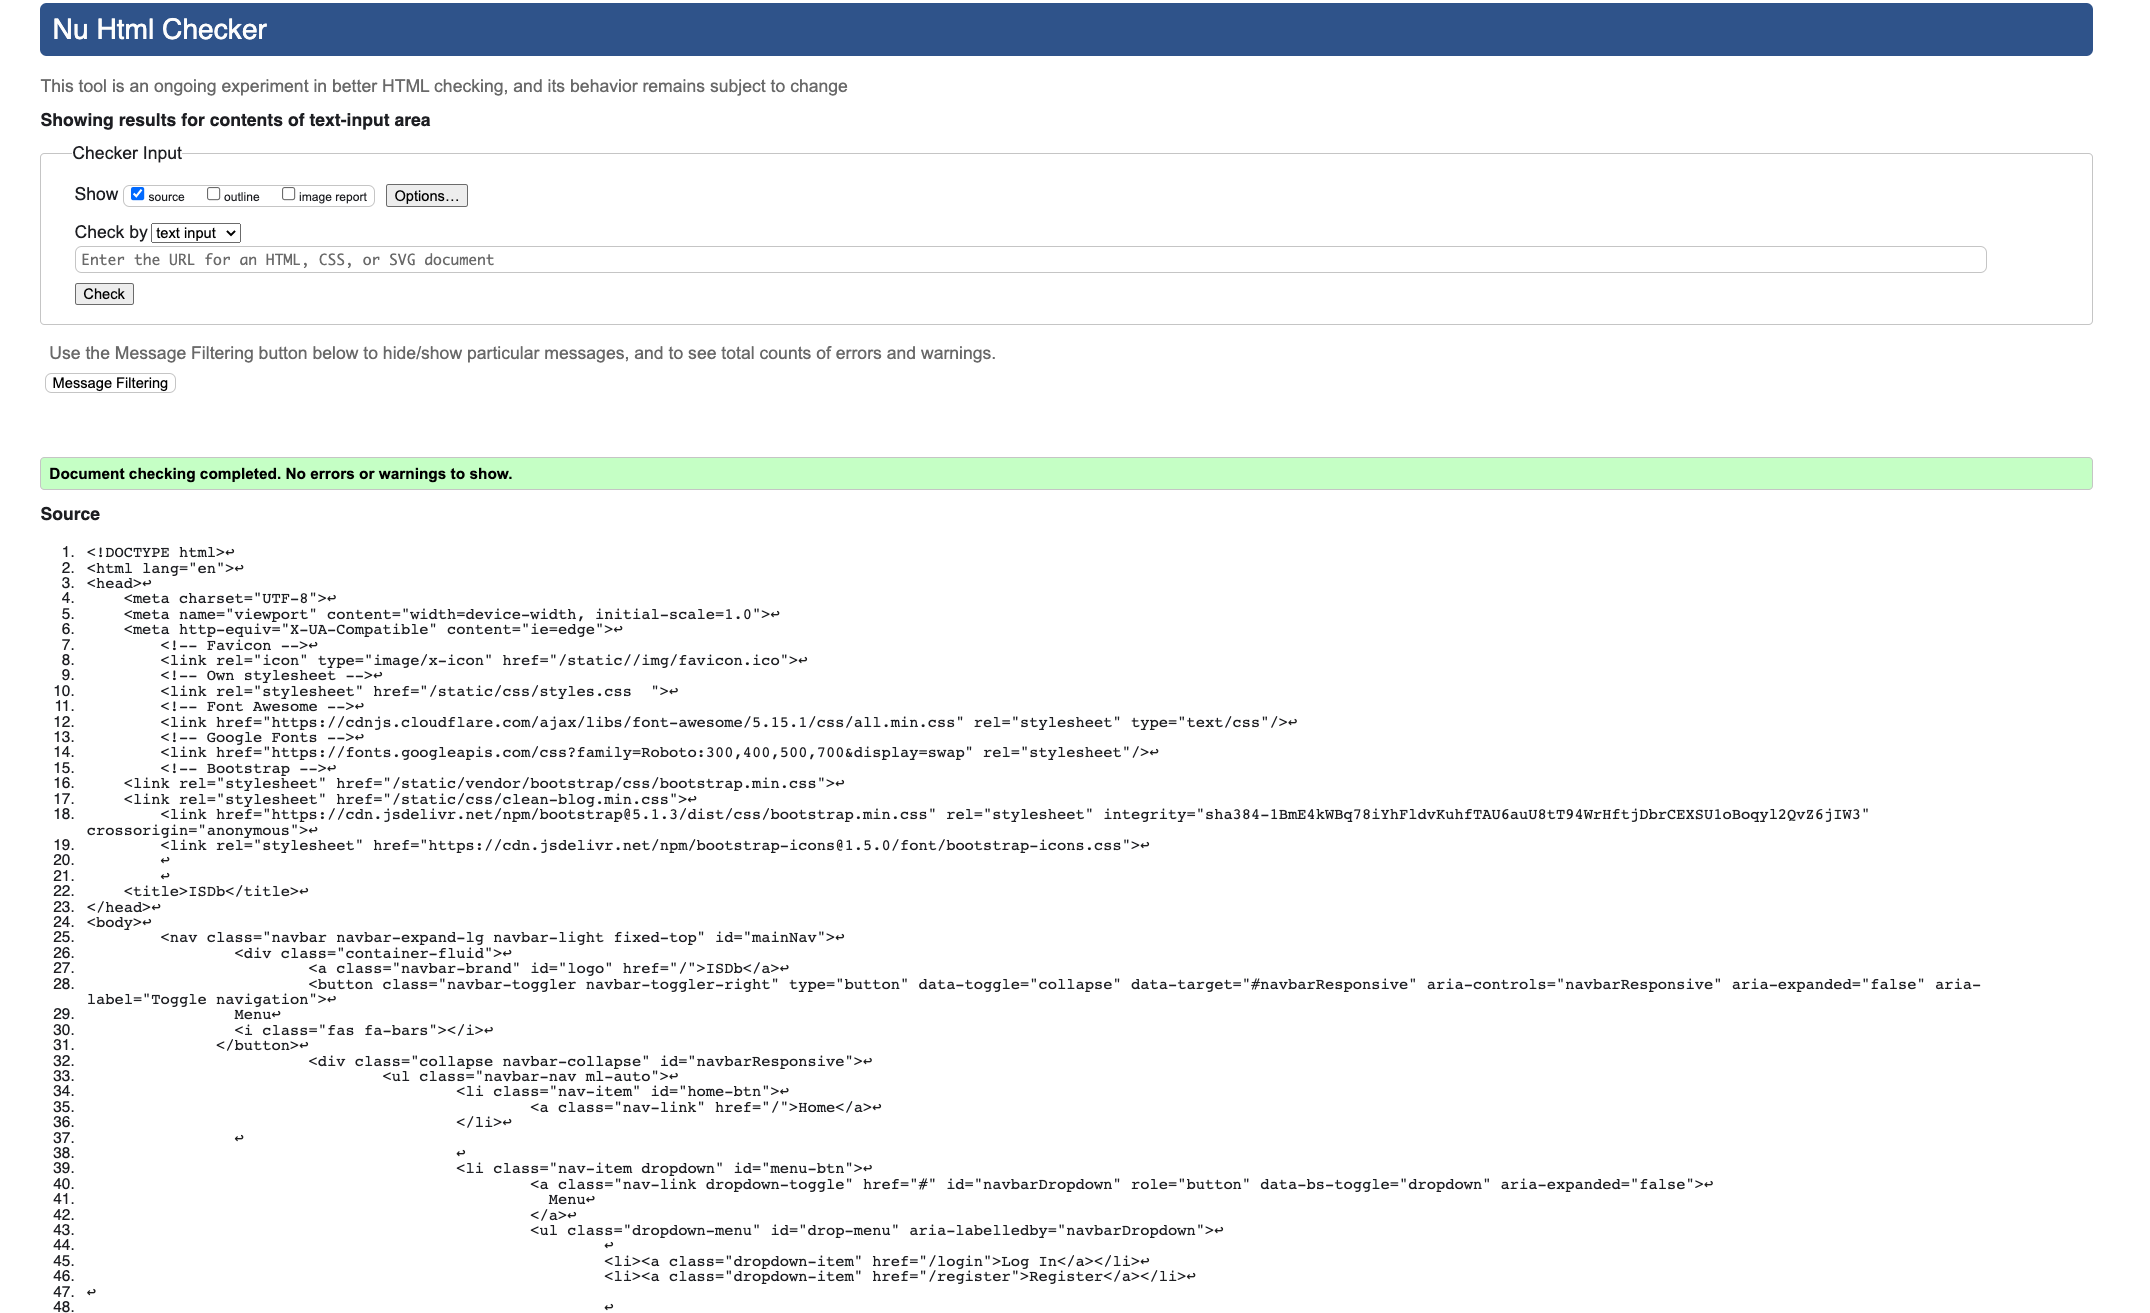 Nu Html Checker
This tool is an ongoing experiment in better HTML checking, and its behavior remains subject to change
Showing results for contents of text-input area
Checker Input
Show source outline image report Options...
Check by text input
Enter the URL for an HTML, CSS, or SVG document
Check
Use the Message Filtering button below to hide/show particular messages, and to see total counts of errors and warnings.
Message Filtering
Document checking completed. No errors or warnings to show.
Source
1. <!DOCTYPE html>↩
2. <html lang="en">↩
3. <head>↩
4. <meta charset="UTF-8">↩
5. <meta name="viewport" content="width=device-width, initial-scale=1.0">↩
6. <meta http-equiv="X-UA-Compatible" content="ie=edge">↩
7. <!-- Favicon -->↩
8. <link rel="icon" type="image/x-icon" href="/static//img/favicon.ico">↩
9. <!-- Own stylesheet -->↩
10. <link rel="stylesheet" href="/static/css/styles.css  ">↩
11. <!-- Font Awesome -->↩
12. <link href="https://cdnjs.cloudflare.com/ajax/libs/font-awesome/5.15.1/css/all.min.css" rel="stylesheet" type="text/css"/>↩
13. <!-- Google Fonts -->↩
14. <link href="https://fonts.googleapis.com/css?family=Roboto:300,400,500,700&display=swap" rel="stylesheet"/>↩
15. <!-- Bootstrap -->↩
16. <link rel="stylesheet" href="/static/vendor/bootstrap/css/bootstrap.min.css">↩
17. <link rel="stylesheet" href="/static/css/clean-blog.min.css">↩
18. <link href="https://cdn.jsdelivr.net/npm/bootstrap@5.1.3/dist/css/bootstrap.min.css" rel="stylesheet" integrity="sha384-1BmE4kWBq78iYhFldvKuhfTAU6auU8tT94WrHftjDbrCEXSU1oBoqyl2QvZ6jIW3"
crossorigin="anonymous">↩
19. <link rel="stylesheet" href="https://cdn.jsdelivr.net/npm/bootstrap-icons@1.5.0/font/bootstrap-icons.css">↩
20. ↩
21. ↩
22. <title>ISDb</title>↩
23. </head>↩
24. <body>↩
25. <nav class="navbar navbar-expand-lg navbar-light fixed-top" id="mainNav">↩
26. <div class="container-fluid">↩
27. <a class="navbar-brand" id="logo" href="/">ISDb</a>↩
28. <button class="navbar-toggler navbar-toggler-right" type="button" data-toggle="collapse" data-target="#navbarResponsive" aria-controls="navbarResponsive" aria-expanded="false" aria-
label="Toggle navigation">↩
29. Menu↩
30. <i class="fas fa-bars"></i>↩
31. </button>↩
32. <div class="collapse navbar-collapse" id="navbarResponsive">↩
33. <ul class="navbar-nav ml-auto">↩
34. <li class="nav-item" id="home-btn">↩
35. <a class="nav-link" href="/">Home</a>↩
36. </li>↩
37. ↩
38. ↩
39. <li class="nav-item dropdown" id="menu-btn">↩
40. <a class="nav-link dropdown-toggle" href="#" id="navbarDropdown" role="button" data-bs-toggle="dropdown" aria-expanded="false">↩
41. Menu↩
42. </a>↩
43. <ul class="dropdown-menu" id="drop-menu" aria-labelledby="navbarDropdown">↩
44. ↩
45. <li><a class="dropdown-item" href="/login">Log In</a></li>↩
46. <li><a class="dropdown-item" href="/register">Register</a></li>↩
47. ↩
48. ↩